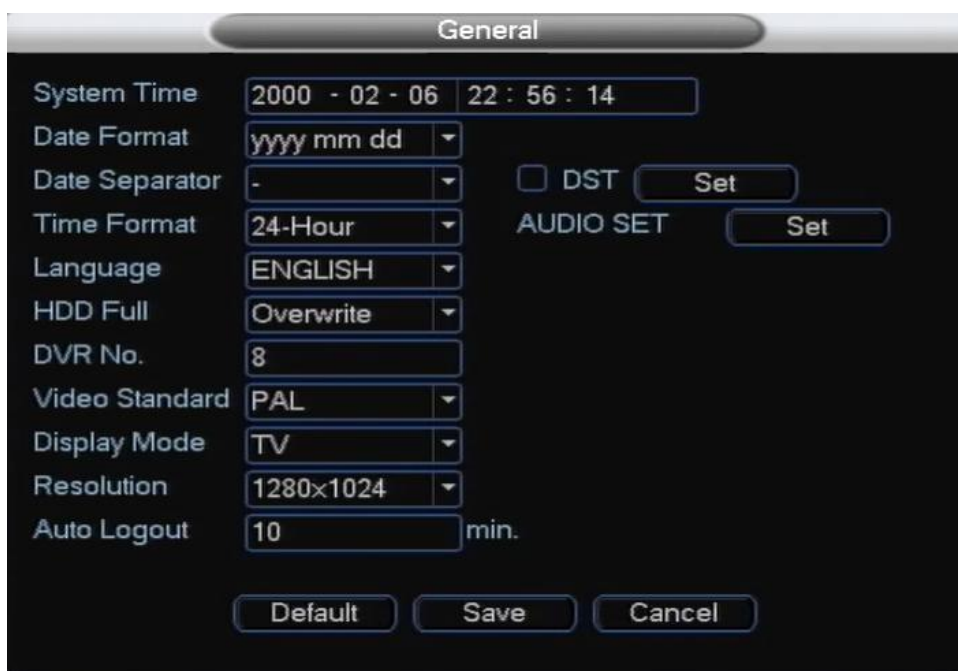 General
System Time 2000 - 02 - 06 22 : 56 : 14
Date Format yyyy mm dd
Date Separator - DST Set
Time Format 24-Hour AUDIO SET Set
Language ENGLISH
HDD Full Overwrite
DVR No. 8
Video Standard PAL
Display Mode TV
Resolution 1280×1024
Auto Logout 10 min.
Default Save Cancel